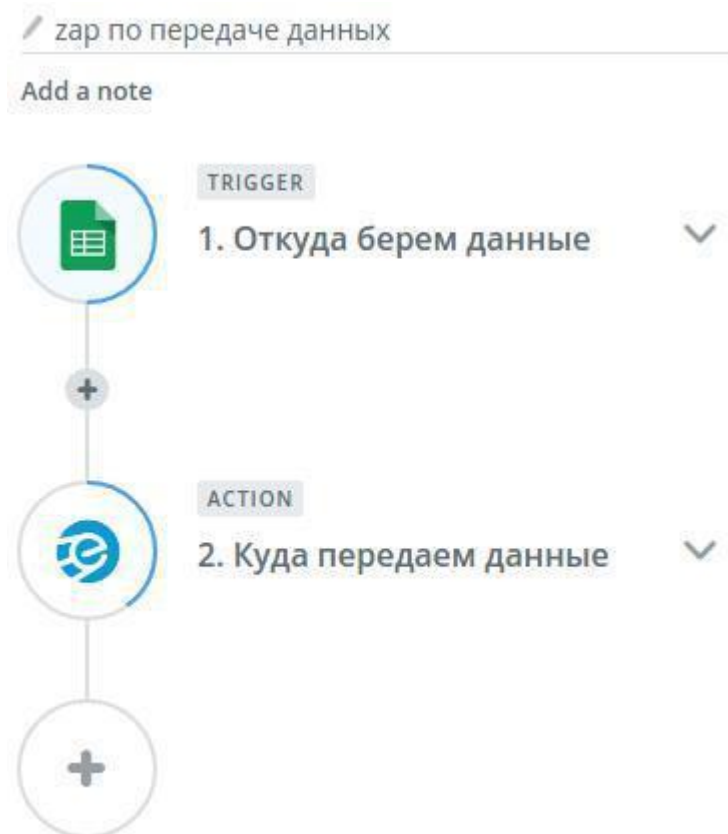 zap по передаче данных
Add a note
TRIGGER
1. Откуда берем данные
ACTION
2. Куда передаем данные